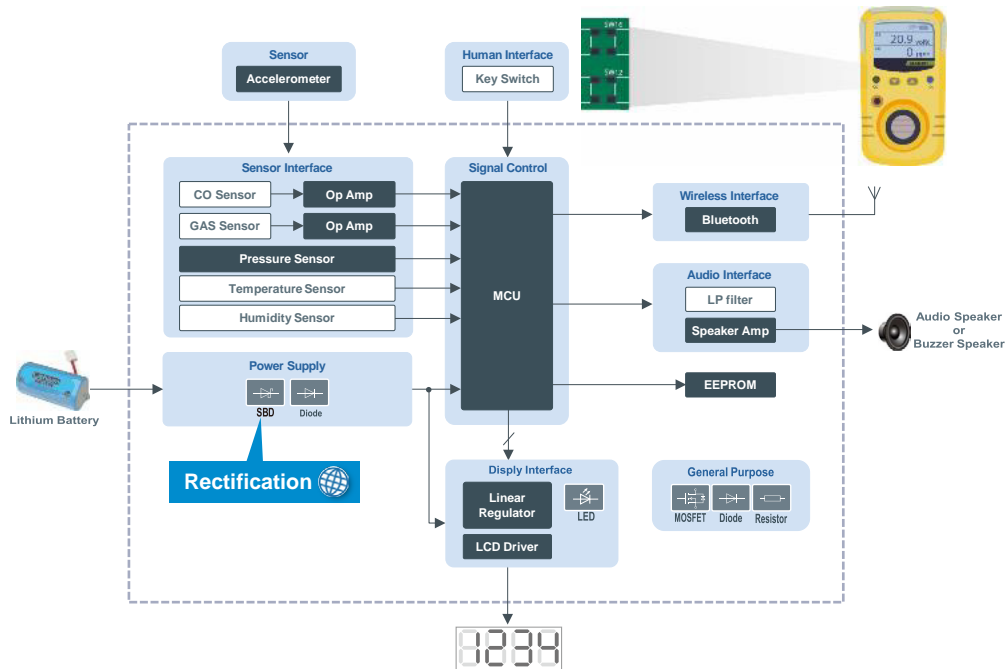 SW16
SW12
20.9 vol%
0 ppm
Sensor
Accelerometer
Human Interface
Key Switch
Sensor Interface
CO Sensor
Op Amp
GAS Sensor
Op Amp
Pressure Sensor
Temperature Sensor
Humidity Sensor
Signal Control
MCU
Wireless Interface
Bluetooth
Audio Interface
LP filter
Speaker Amp
Audio Speaker
or
Buzzer Speaker
EEPROM
Lithium Battery
Power Supply
SBD
Diode
Rectification
Disply Interface
Linear
Regulator
LED
LCD Driver
General Purpose
MOSFET
Diode
Resistor
1234